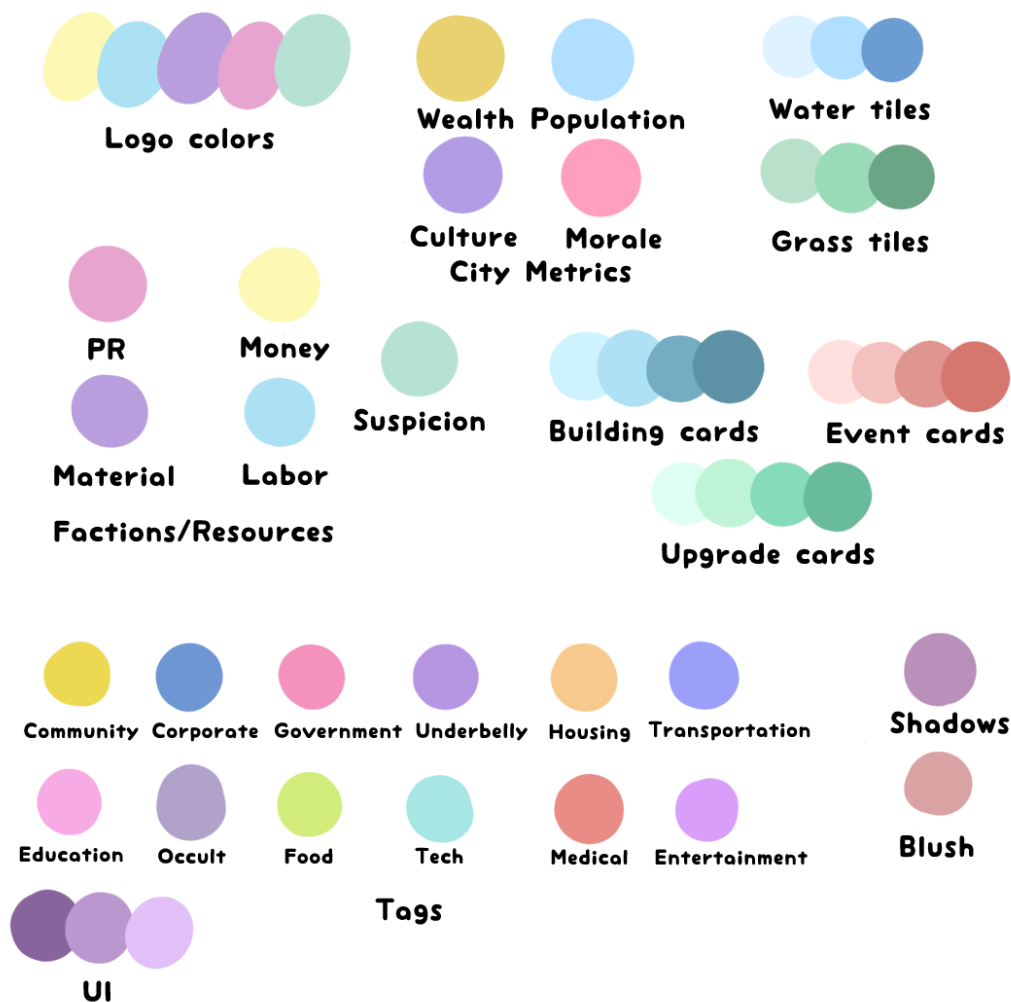 Logo colors
Wealth Population
Culture Morale
City Metrics
Water tiles
Grass tiles
PR Money
Material Labor
Suspicion
Factions/Resources
Building cards
Event cards
Upgrade cards
Community Corporate Government Underbelly Housing Transportation
Education Occult Food Tech Medical Entertainment
Tags
Shadows
Blush
UI